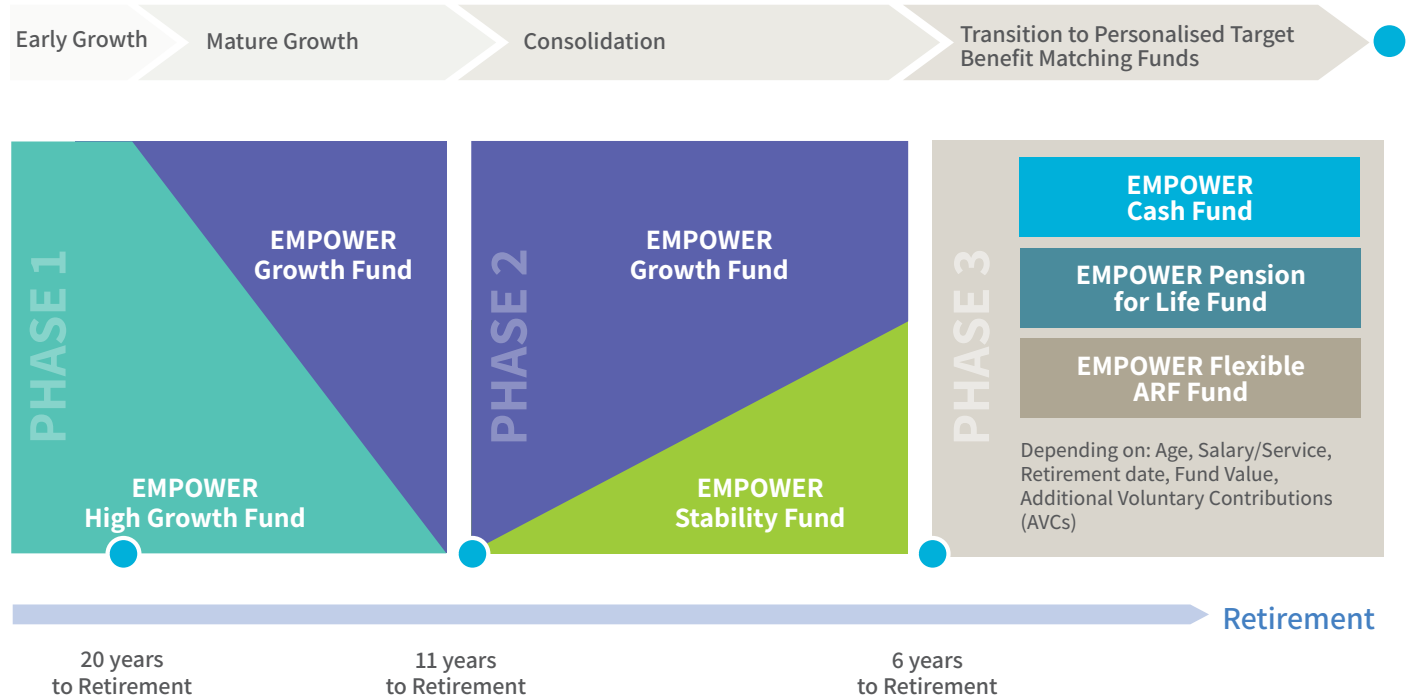 Early Growth
Mature Growth
Consolidation
Transition to Personalised Target
Benefit Matching Funds
PHASE 1
EMPOWER
Growth Fund
EMPOWER
High Growth Fund
PHASE 2
EMPOWER
Growth Fund
EMPOWER
Stability Fund
PHASE 3
EMPOWER
Cash Fund
EMPOWER Pension
for Life Fund
EMPOWER Flexible
ARF Fund
Depending on: Age, Salary/Service,
Retirement date, Fund Value,
Additional Voluntary Contributions
(AVCs)
Retirement
20 years
to Retirement
11 years
to Retirement
6 years
to Retirement